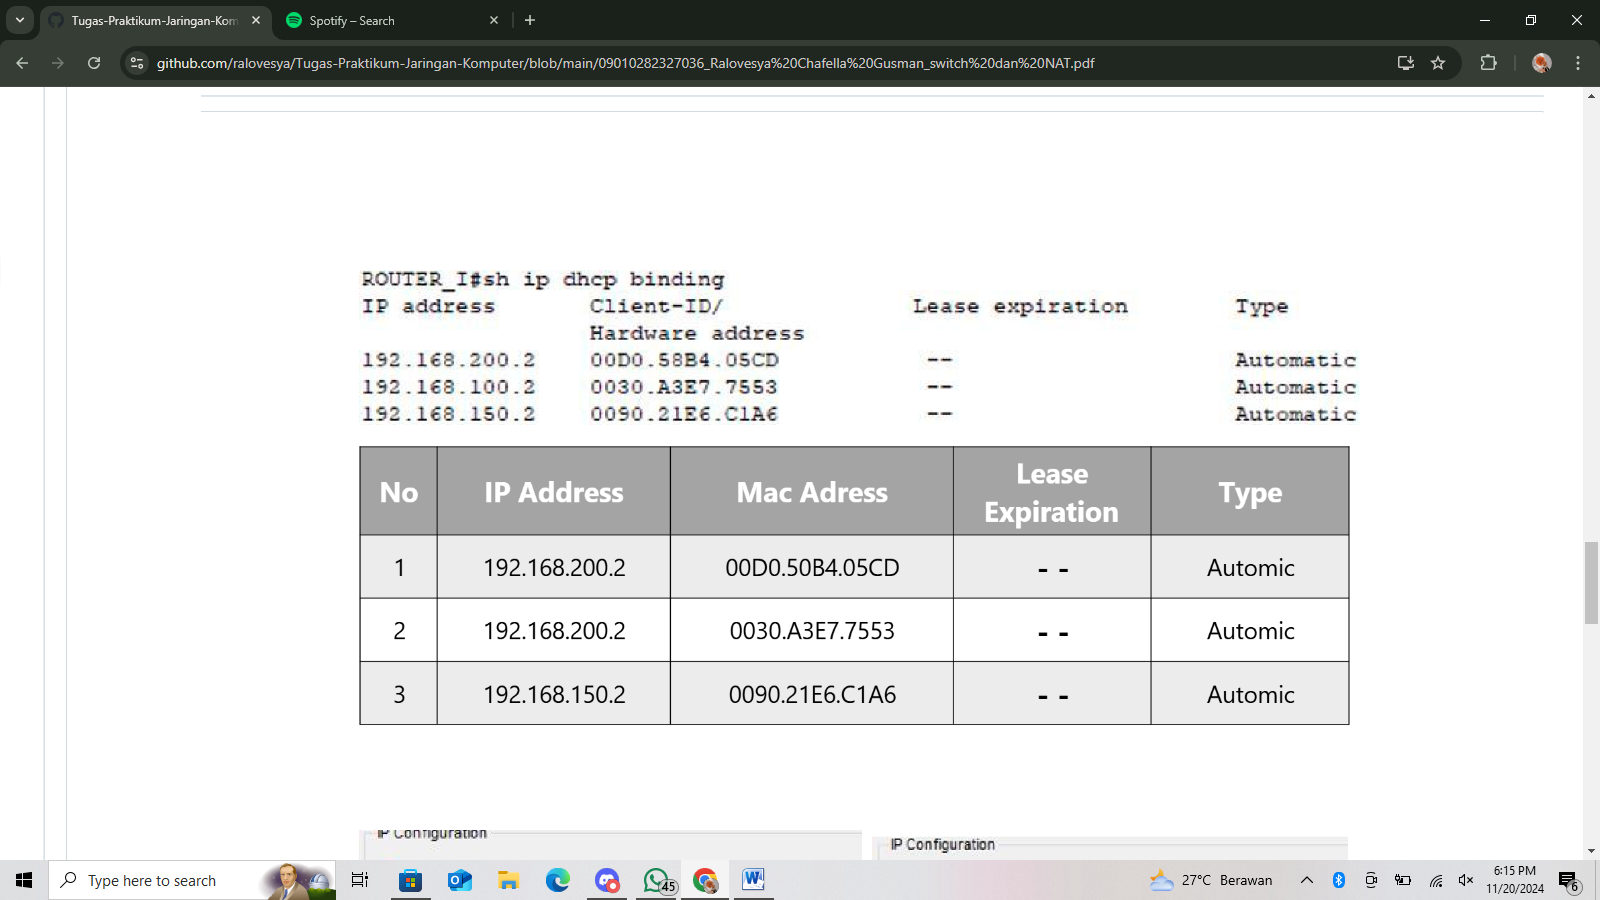 Tugas-Praktikum-Jaringan-Kom
Spotify – Search
github.com/ralovesya/Tugas-Praktikum-Jaringan-Komputer/blob/main/09010282327036_Ralovesya%20Chafella%20Gusman_switch%20dan%20NAT.pdf
ROUTER_I#sh ip dhcp binding
IP address Client-ID/ Lease expiration Type
Hardware address
192.168.200.2 00D0.58B4.05CD -- Automatic
192.168.100.2 0030.A3E7.7553 -- Automatic
192.168.150.2 0090.21E6.C1A6 -- Automatic
No IP Address Mac Adress Lease Expiration Type
1 192.168.200.2 00D0.50B4.05CD - - Automic
2 192.168.200.2 0030.A3E7.7553 - - Automic
3 192.168.150.2 0090.21E6.C1A6 - - Automic
IP Configuration
IP Configuration
Type here to search
45
27°C Berawan
6:15 PM
11/20/2024
6